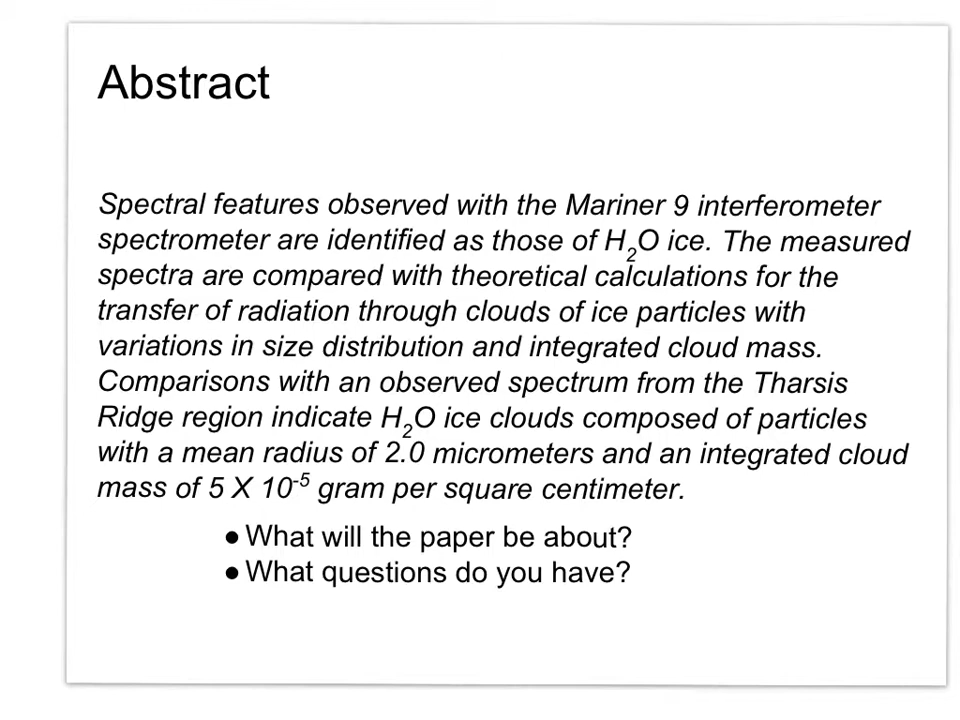 Abstract
Spectral features observed with the Mariner 9 interferometer
spectrometer are identified as those of H₂O ice. The measured
spectra are compared with theoretical calculations for the
transfer of radiation through clouds of ice particles with
variations in size distribution and integrated cloud mass.
Comparisons with an observed spectrum from the Tharsis
Ridge region indicate H₂O ice clouds composed of particles
with a mean radius of 2.0 micrometers and an integrated cloud
mass of 5 X 10⁻⁵ gram per square centimeter.
● What will the paper be about?
● What questions do you have?